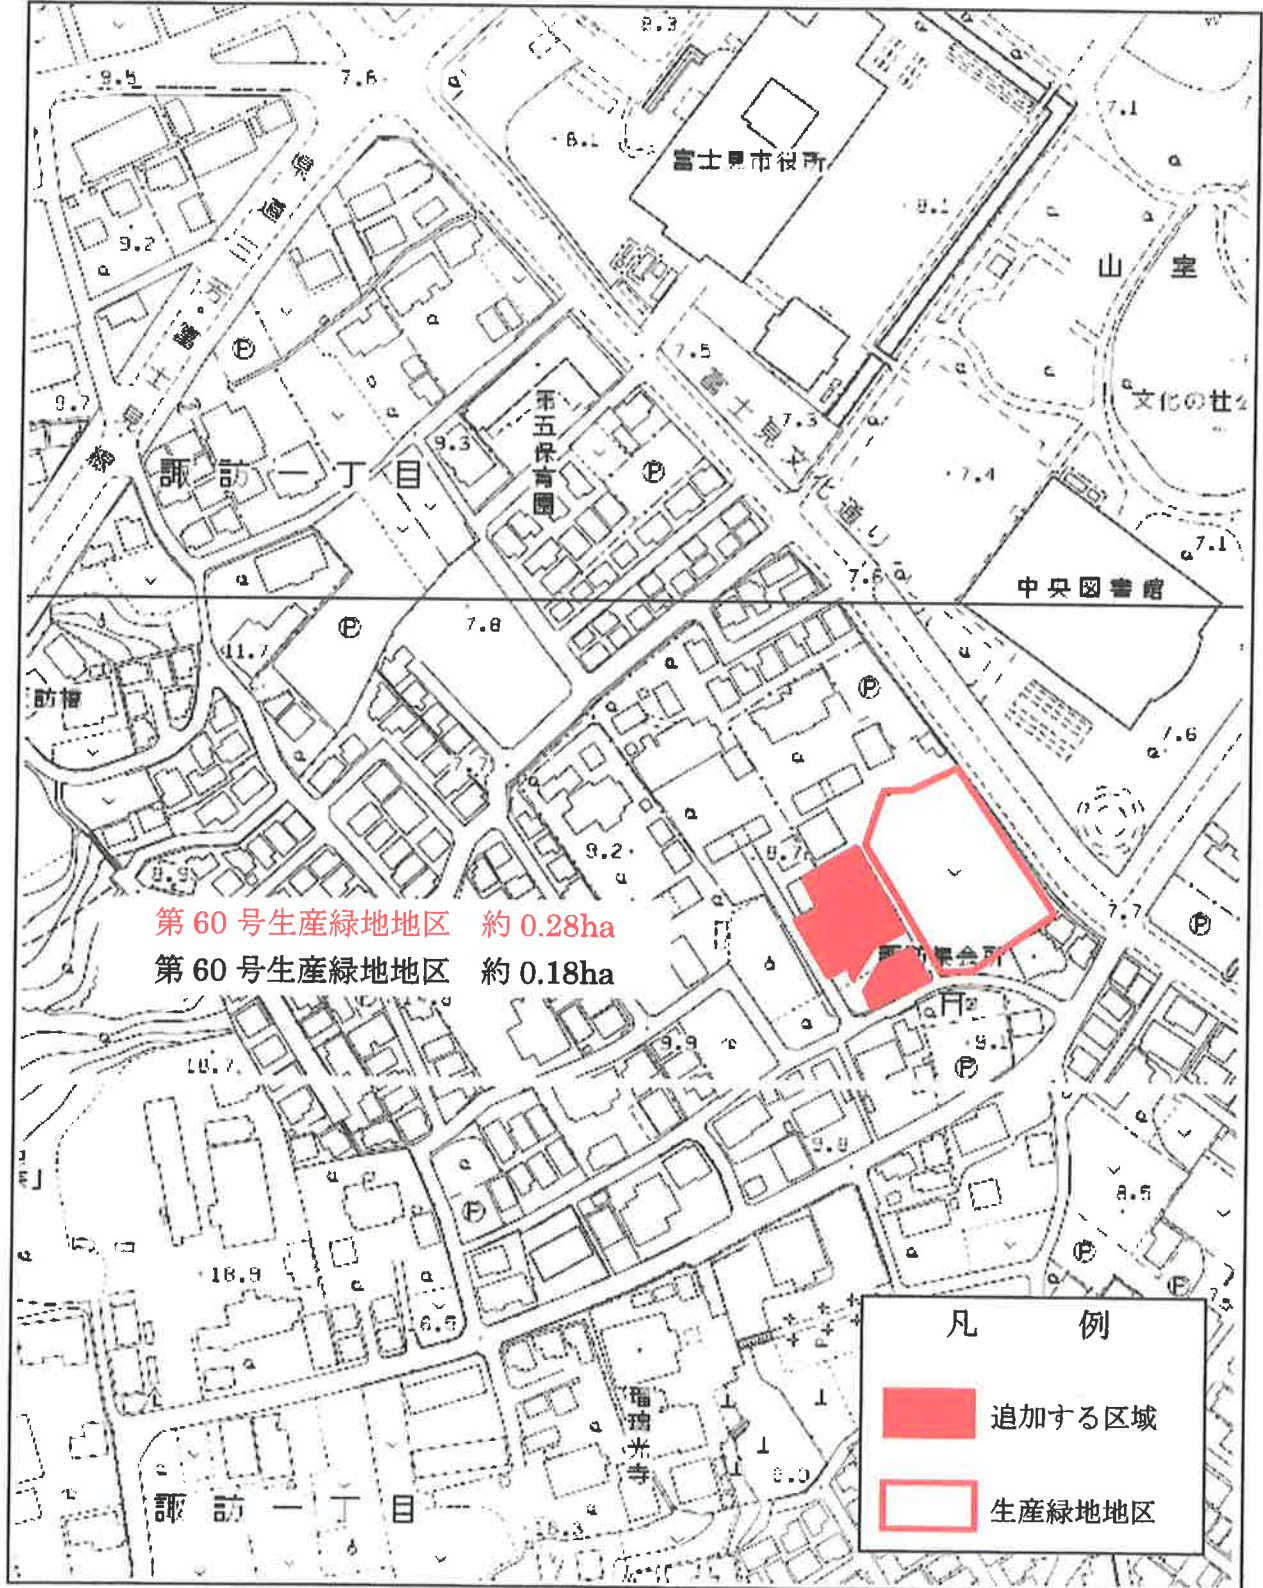 8.3
9.5
7.6
7.1
8.1
富士見市役所
8.1
9.2
山室
P
7.5
富士見文化通り
7.3
9.7
文化の杜公
第五保育園
9.3
諏訪一丁目
P
7.4
7.1
7.6
中央図書館
P
7.8
11.7
P
7.6
9.2
8.7
8.9
7.7
P
第60号生産緑地地区 約0.28ha
諏訪集会所
第60号生産緑地地区 約0.18ha
9.9
9.1
P
10.7
9.8
8.5
P
P
P
18.9
6.5
凡例
追加する区域
瑠璃光寺
生産緑地地区
諏訪一丁目